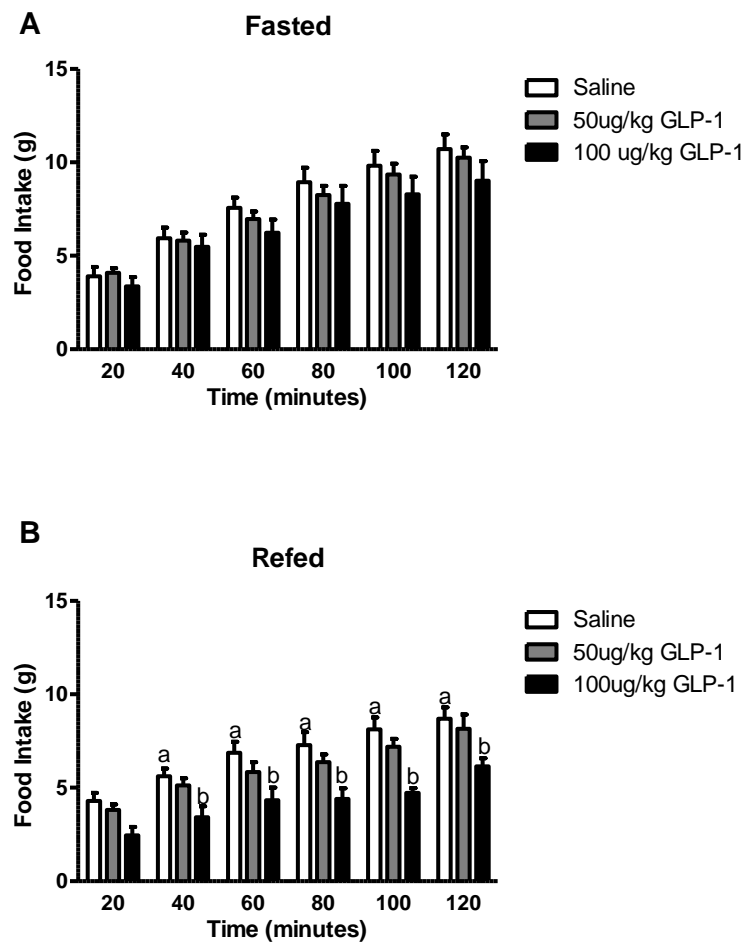 A
Fasted
15
10
5
0
Food Intake (g)
20 40 60 80 100 120
Time (minutes)
Saline
50ug/kg GLP-1
100 ug/kg GLP-1
B
Refed
15
10
5
0
Food Intake (g)
a a a a a
b b b b b
20 40 60 80 100 120
Time (minutes)
Saline
50ug/kg GLP-1
100ug/kg GLP-1